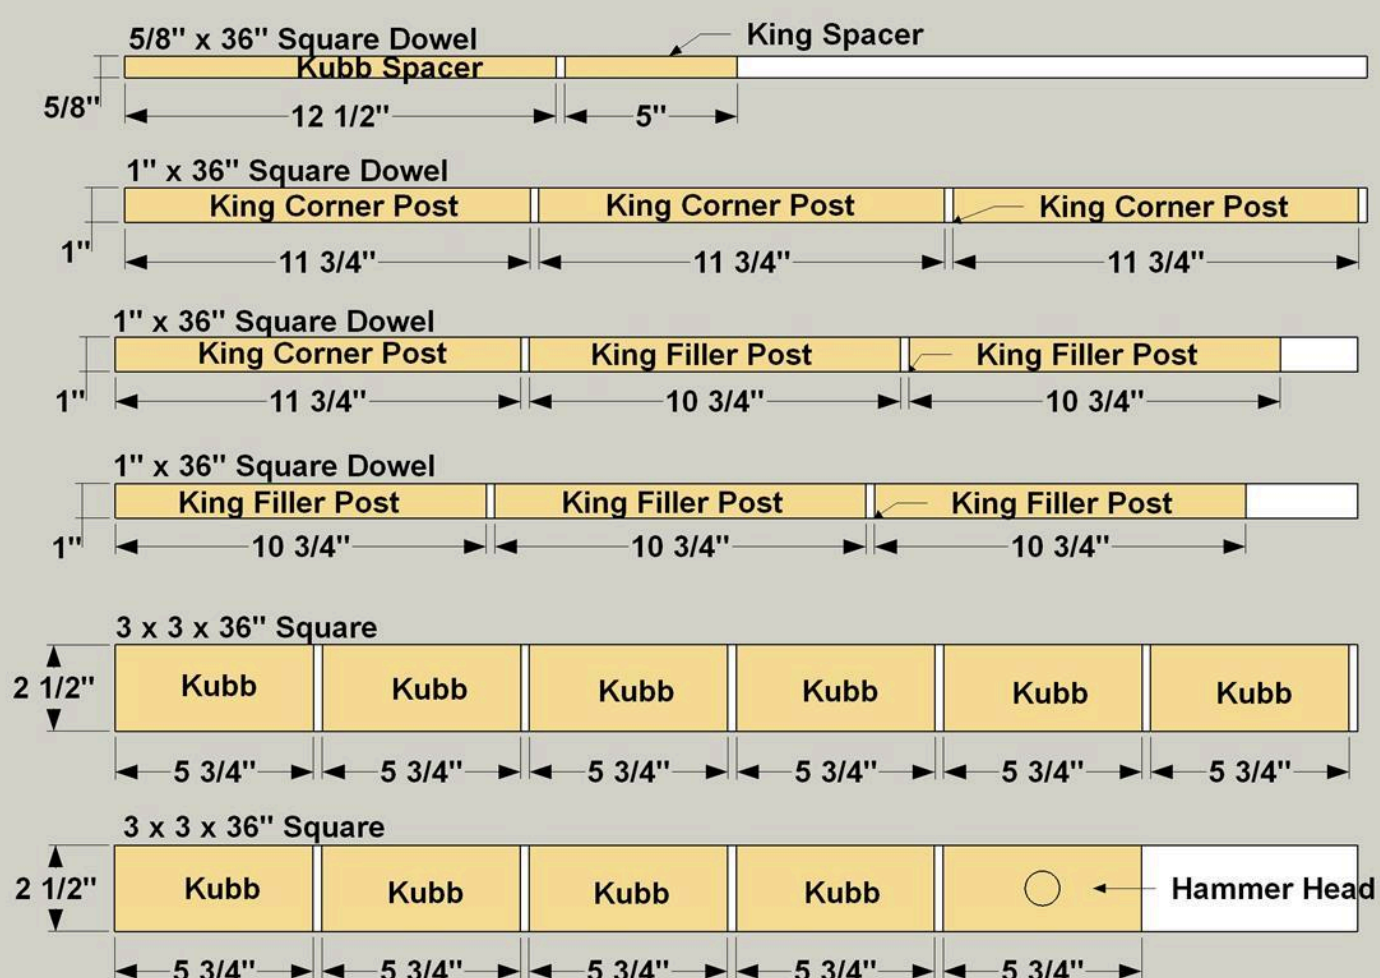 5/8" x 36" Square Dowel
King Spacer
Kubb Spacer
5/8"
12 1/2"
5"
1" x 36" Square Dowel
King Corner Post King Corner Post King Corner Post
1"
11 3/4" 11 3/4" 11 3/4"
1" x 36" Square Dowel
King Corner Post King Filler Post King Filler Post
1"
11 3/4" 10 3/4" 10 3/4"
1" x 36" Square Dowel
King Filler Post King Filler Post King Filler Post
1"
10 3/4" 10 3/4" 10 3/4"
3 x 3 x 36" Square
2 1/2" Kubb Kubb Kubb Kubb Kubb Kubb
5 3/4" 5 3/4" 5 3/4" 5 3/4" 5 3/4" 5 3/4"
3 x 3 x 36" Square
2 1/2" Kubb Kubb Kubb Kubb Hammer Head
5 3/4" 5 3/4" 5 3/4" 5 3/4" 5 3/4"